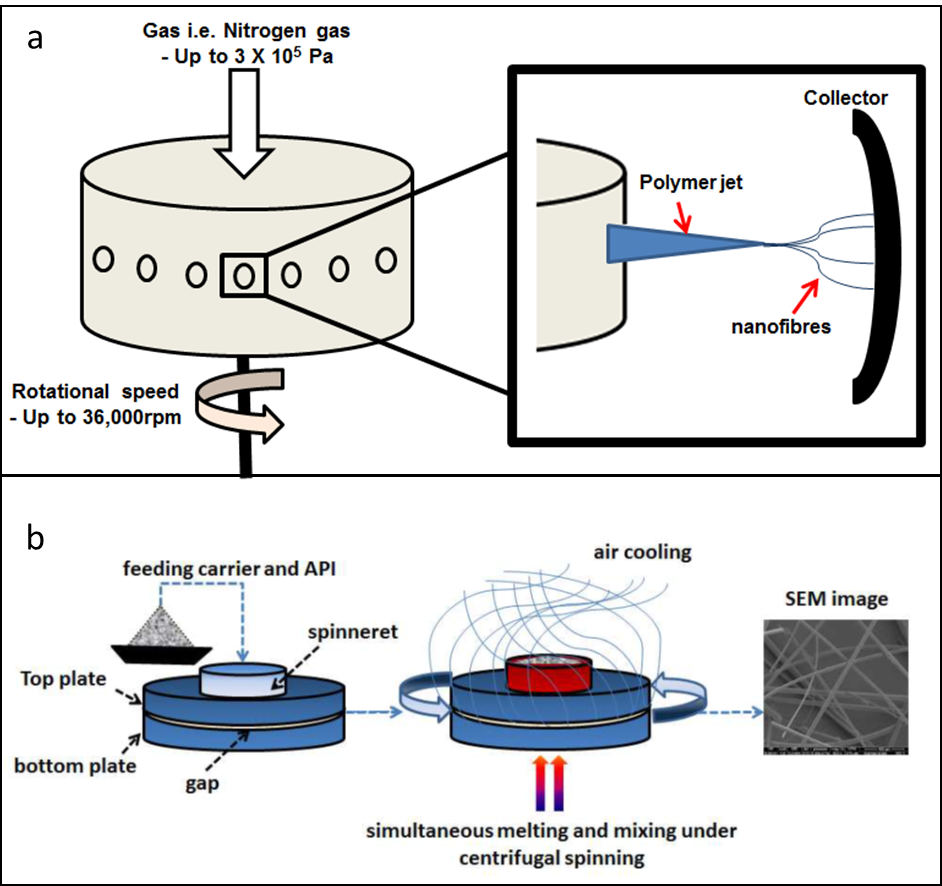 a
Gas i.e. Nitrogen gas
- Up to 3 X 10⁵ Pa
Collector
Polymer jet
nanofibres
Rotational speed
- Up to 36,000rpm
b
feeding carrier and API
air cooling
SEM image
spinneret
Top plate
bottom plate
gap
simultaneous melting and mixing under
centrifugal spinning